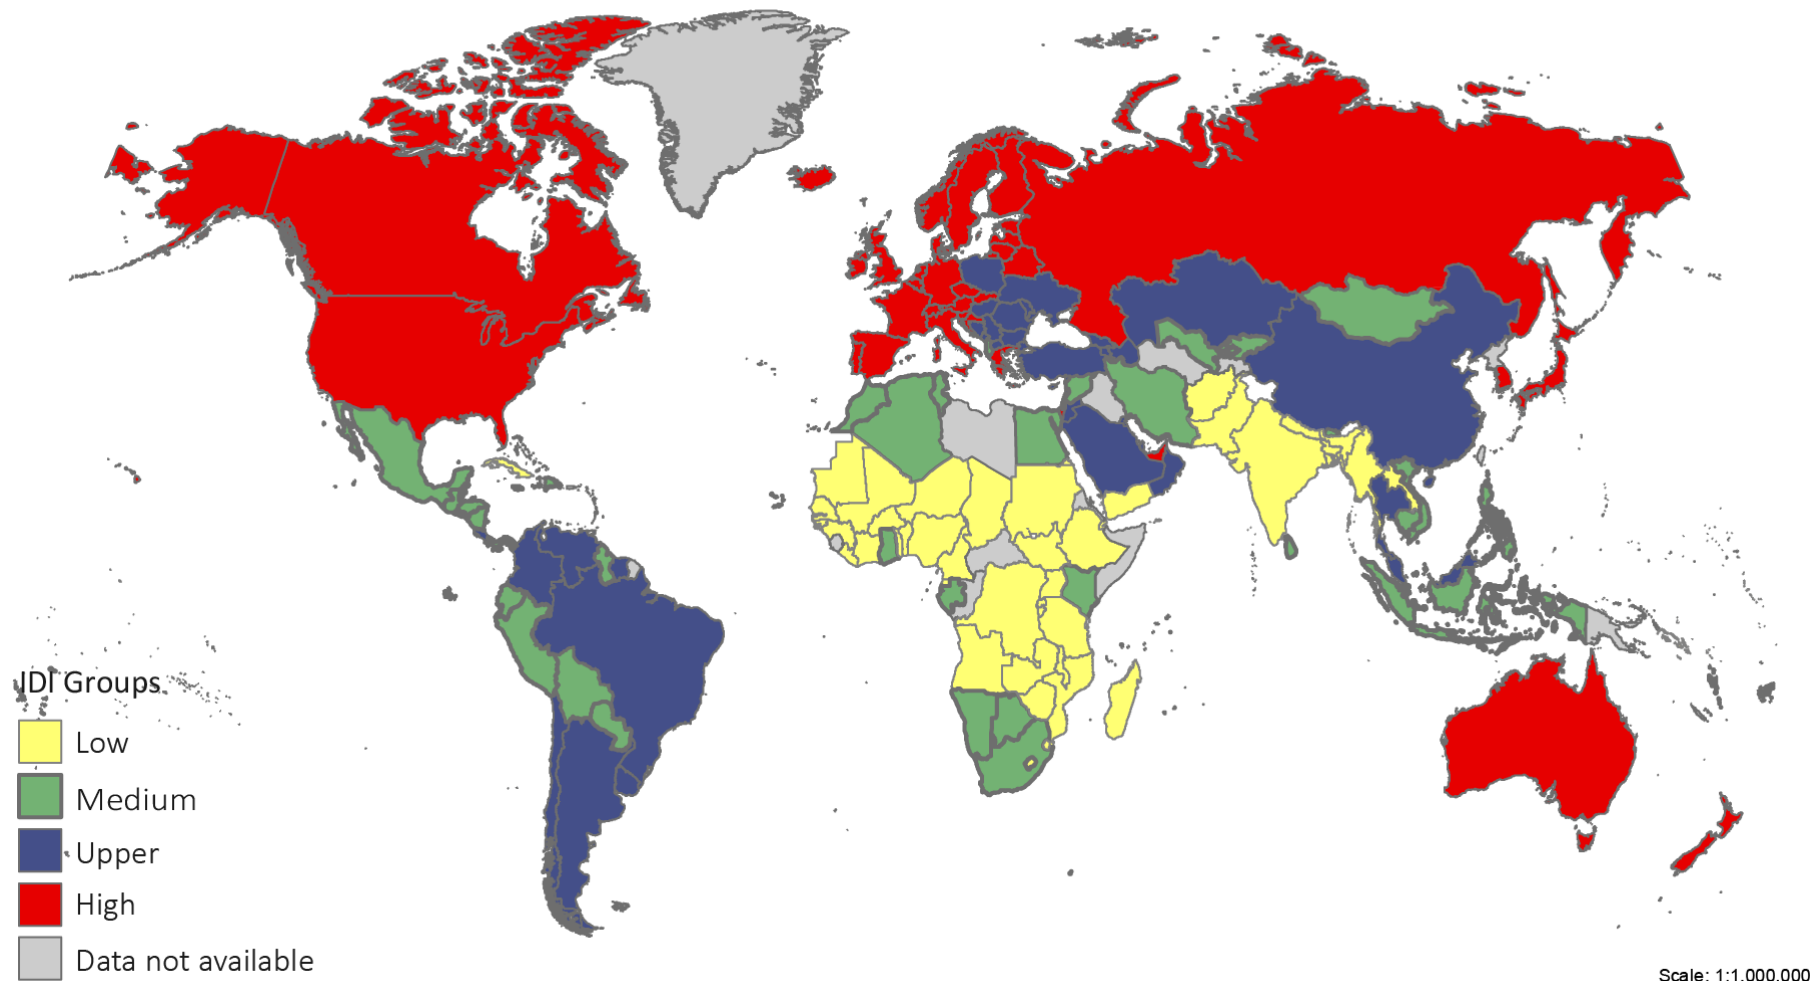 IDI Groups
Low
Medium
Upper
High
Data not available
Scale: 1:1.000.000